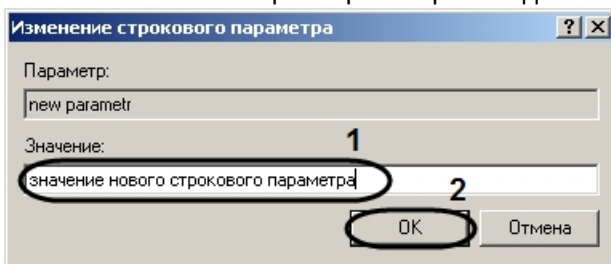 Изменение строкового параметра
Параметр:
new parametr
Значение:
1
значение нового строкового параметра
2
OK
Отмена